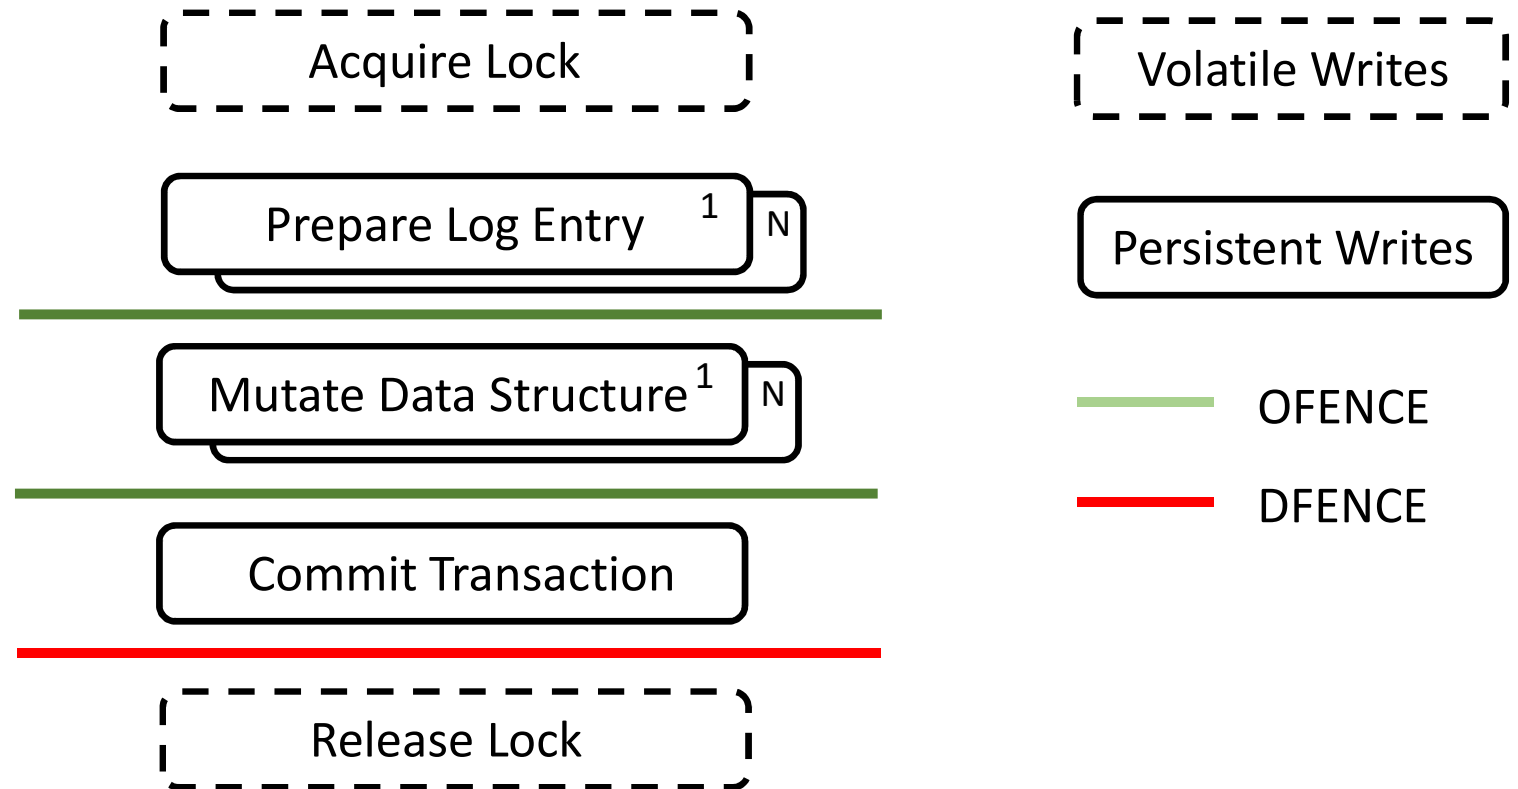 Acquire Lock
Prepare Log Entry 1
N
Mutate Data Structure 1
N
Commit Transaction
Release Lock
Volatile Writes
Persistent Writes
OFENCE
DFENCE